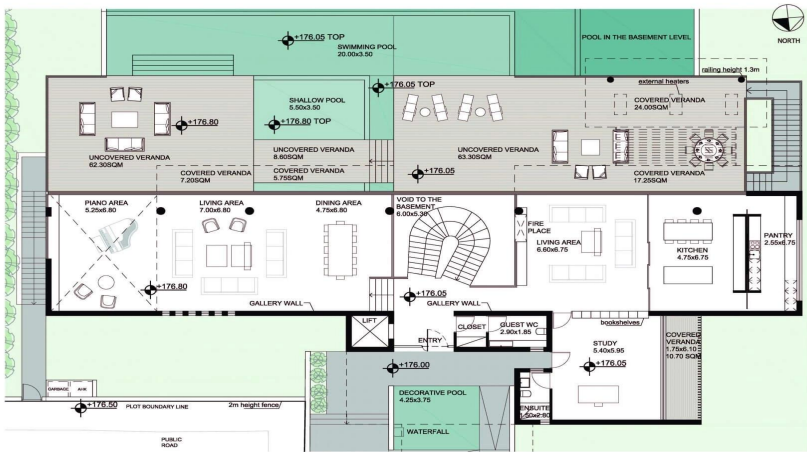 +176.05 TOP
SWIMMING POOL
20.00x3.50
POOL IN THE BASEMENT LEVEL
NORTH
railing height 1.3m
external heaters
+176.05 TOP
COVERED VERANDA
24.00SQM
SHALLOW POOL
5.50x3.50
+176.80
+176.80 TOP
UNCOVERED VERANDA
62.30SQM
UNCOVERED VERANDA
8.60SQM
UNCOVERED VERANDA
63.30SQM
COVERED VERANDA
7.20SQM
COVERED VERANDA
5.75SQM
+176.05
COVERED VERANDA
17.25SQM
PIANO AREA
5.25x6.80
LIVING AREA
7.00x6.80
DINING AREA
4.75x6.80
VOID TO THE
BASEMENT
6.00x5.30
FIRE
PLACE
LIVING AREA
6.60x6.75
KITCHEN
4.75x6.75
PANTRY
2.55x6.75
+176.80
+176.05
GALLERY WALL
GALLERY WALL
LIFT
ENTRY
CLOSET
GUEST WC
2.90x1.85
bookshelves
STUDY
5.40x5.95
+176.05
COVERED
VERANDA
1.75x6.10
10.70 SQM
+176.00
DECORATIVE POOL
4.25x3.75
ENSUITE
1.50x2.80
WATERFALL
GARBAGE
AHK
+176.50
PLOT BOUNDARY LINE
2m height fence
PUBLIC
ROAD